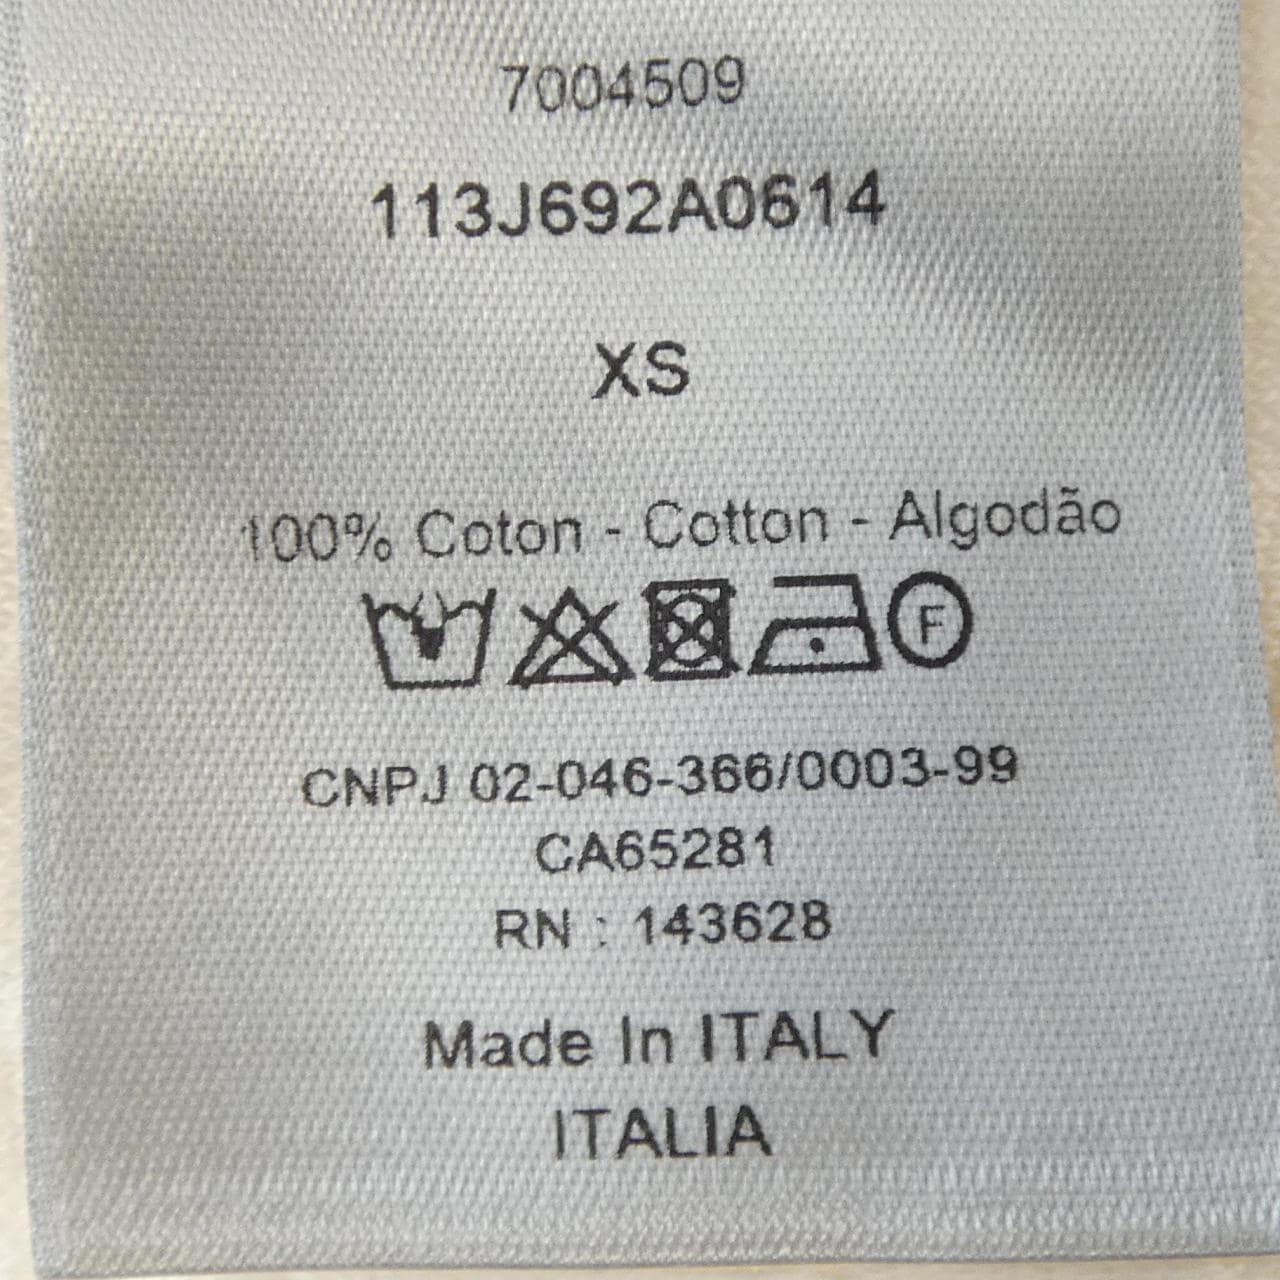 7004509
113J692A0614
XS
100% Coton - Cotton - Algodão
F
CNPJ 02-046-366/0003-99
CA65281
RN : 143628
Made In ITALY
ITALIA